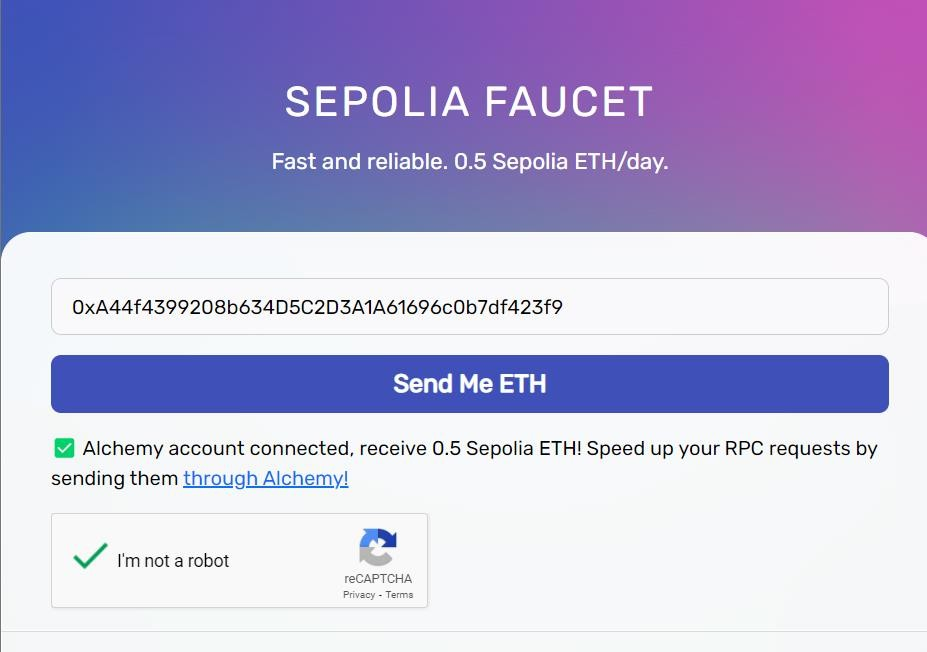 SEPOLIA FAUCET
Fast and reliable. 0.5 Sepolia ETH/day.
0xA44f4399208b634D5C2D3A1A61696c0b7df423f9
Send Me ETH
Alchemy account connected, receive 0.5 Sepolia ETH! Speed up your RPC requests by
sending them through Alchemy!
I'm not a robot
reCAPTCHA
Privacy - Terms